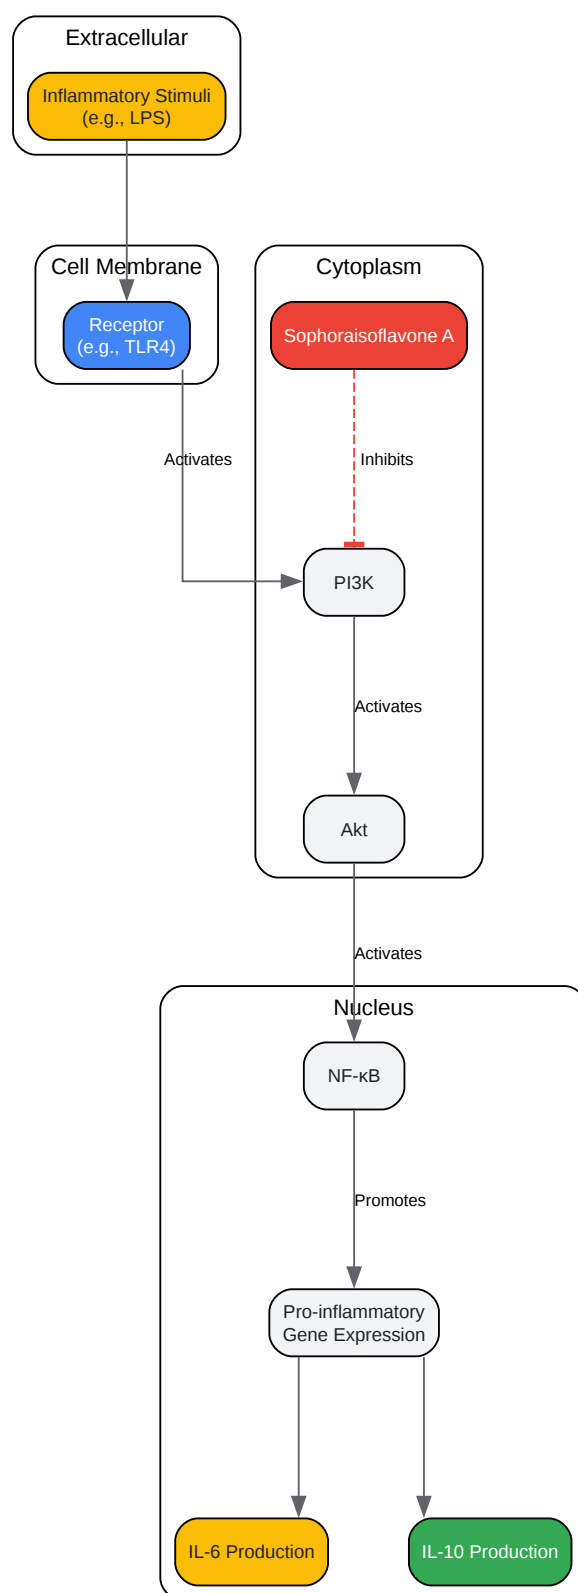 Extracellular
Inflammatory Stimuli
(e.g., LPS)
Cell Membrane
Receptor
(e.g., TLR4)
Cytoplasm
Sophoraisoflavone A
Activates
Inhibits
PI3K
Activates
Akt
Activates
Nucleus
NF-κB
Promotes
Pro-inflammatory
Gene Expression
IL-6 Production
IL-10 Production